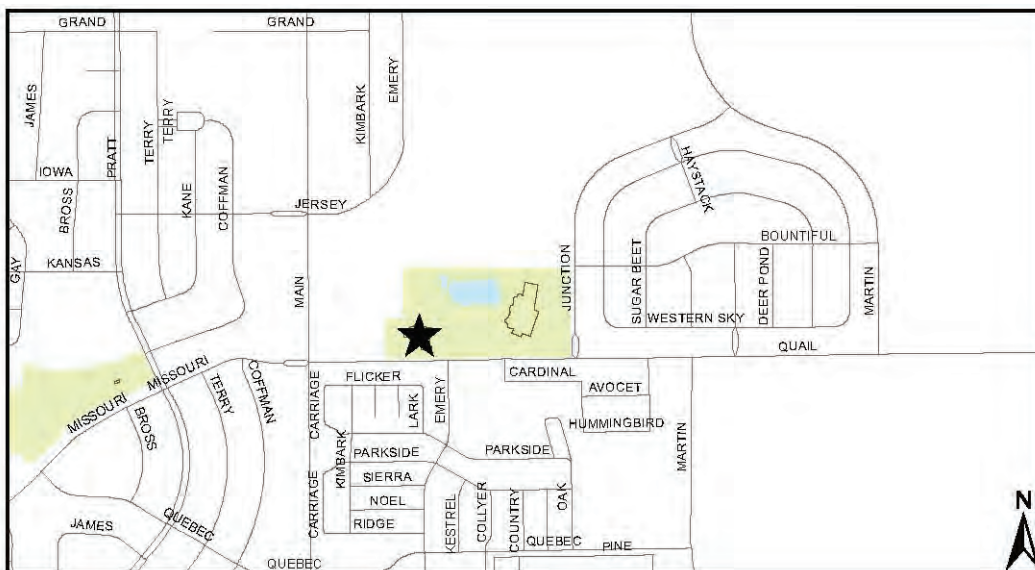 GRAND
GRAND
JAMES
TERRY
TERRY
KIMBARK
EMERY
PRATT
IOWA
BROSS
KANE
COFFMAN
JERSEY
HAYSTACK
GAY
KANSAS
MAIN
JUNCTION
SUGAR BEET
BOUNTIFUL
DEER POND
MARTIN
WESTERN SKY
QUAIL
MISSOURI
MISSOURI
BROSS
TERRY
COFFMAN
CARRIAGE
FLICKER
LARK
EMERY
CARDINAL
AVOCET
HUMMINGBIRD
KIMBARK
PARKSIDE
PARKSIDE
MARTIN
SIERRA
CARRIAGE
NOEL
RIDGE
KESTREL
COLLYER
COUNTRY
OAK
QUEBEC
JAMES
QUEBEC
QUEBEC
PINE
N